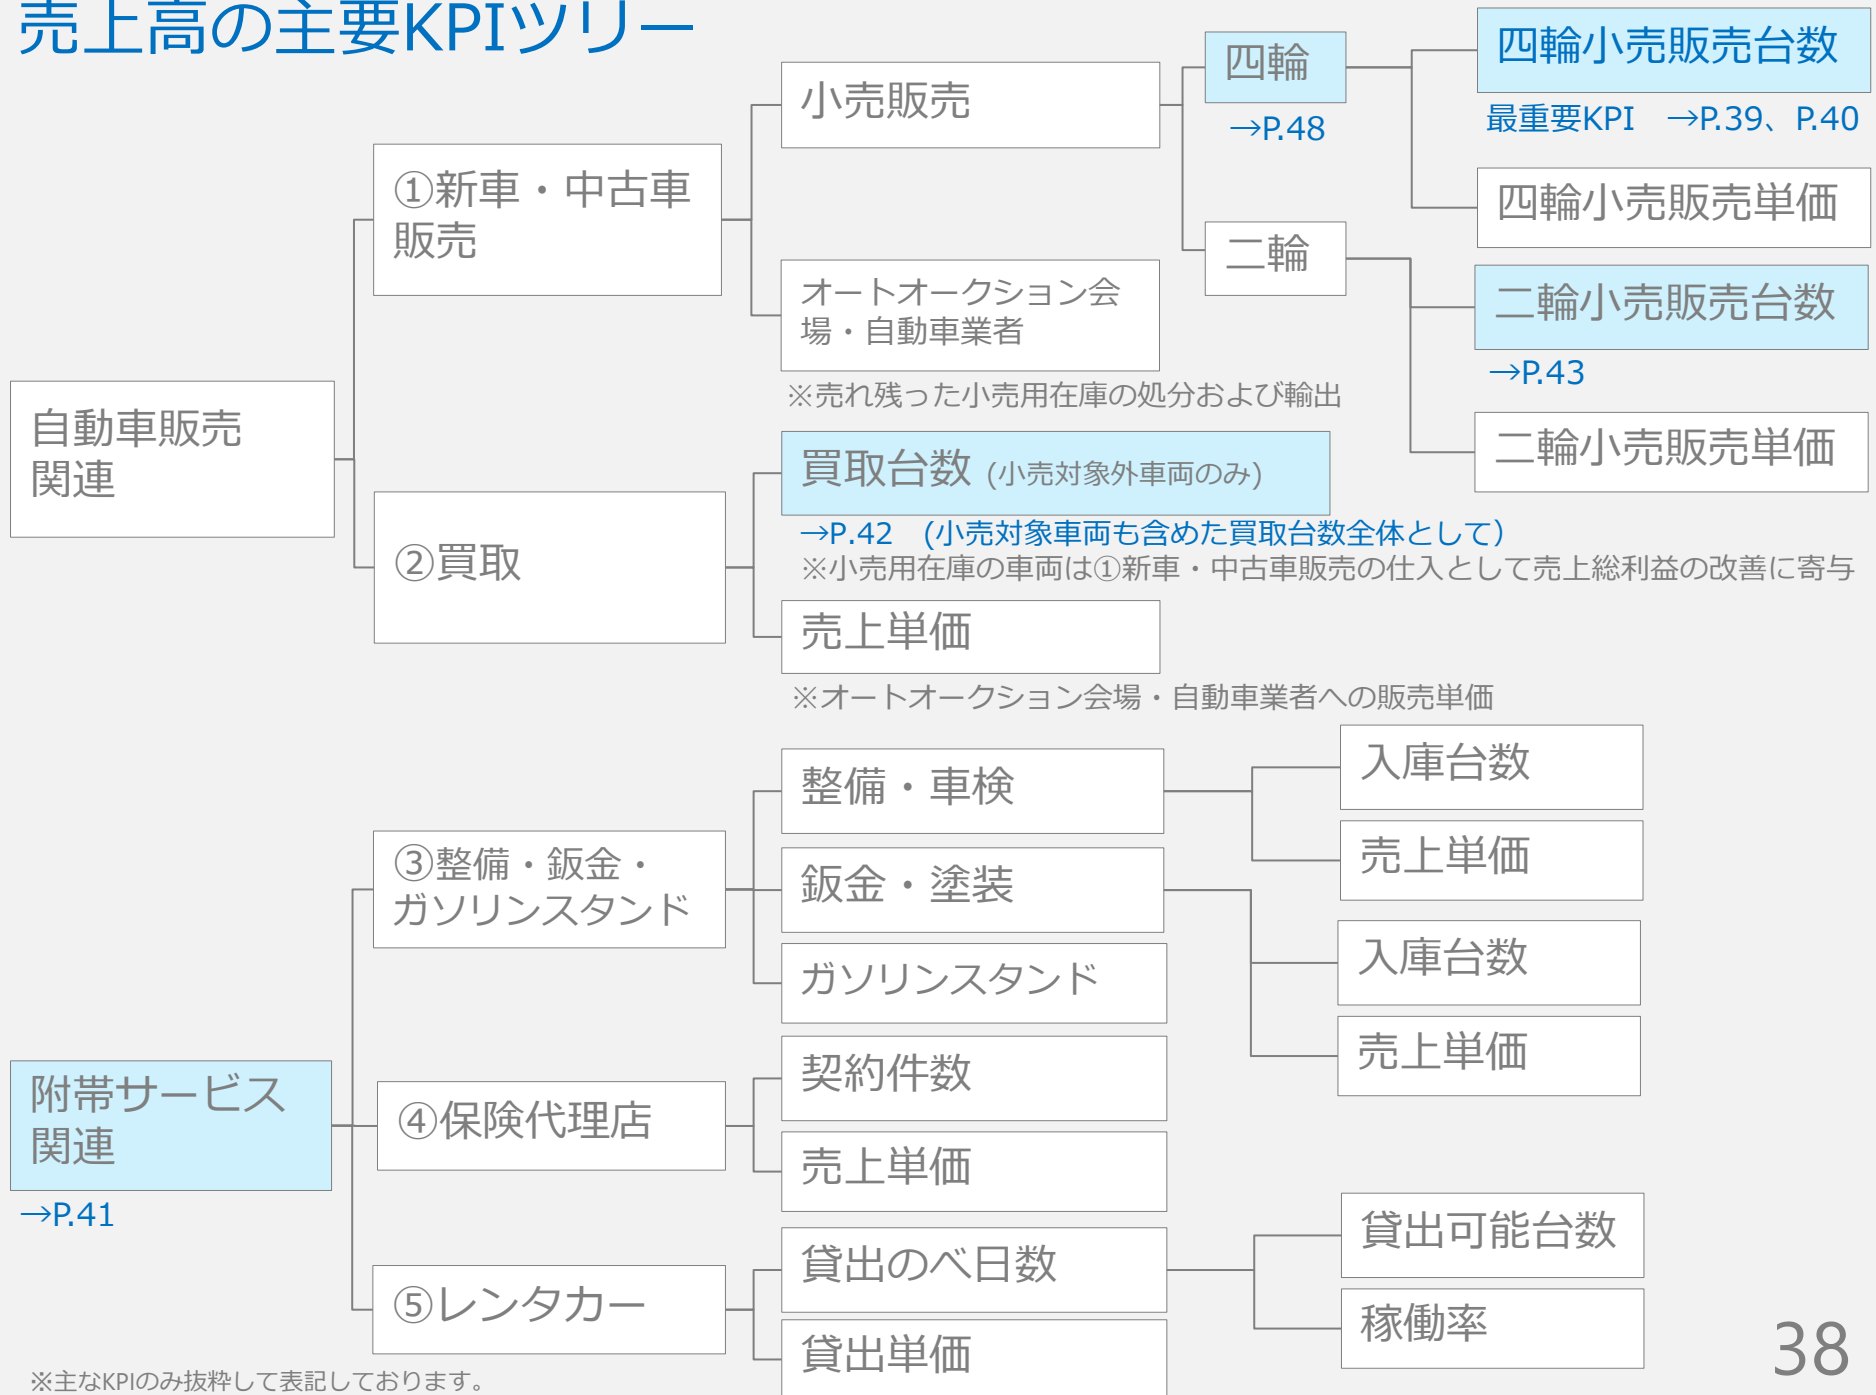 売上高の主要KPIツリー
自動車販売
関連
①新車・中古車
販売
小売販売
四輪
→P.48
四輪小売販売台数
最重要KPI　→P.39、P.40
四輪小売販売単価
二輪
二輪小売販売台数
→P.43
二輪小売販売単価
オートオークション会
場・自動車業者
※売れ残った小売用在庫の処分および輸出
②買取
買取台数 (小売対象外車両のみ)
→P.42　(小売対象車両も含めた買取台数全体として）
※小売用在庫の車両は①新車・中古車販売の仕入として売上総利益の改善に寄与
売上単価
※オートオークション会場・自動車業者への販売単価
附帯サービス
関連
→P.41
③整備・鈑金・
ガソリンスタンド
整備・車検
入庫台数
売上単価
鈑金・塗装
入庫台数
売上単価
ガソリンスタンド
④保険代理店
契約件数
売上単価
⑤レンタカー
貸出のべ日数
貸出可能台数
稼働率
貸出単価
※主なKPIのみ抜粋して表記しております。
38